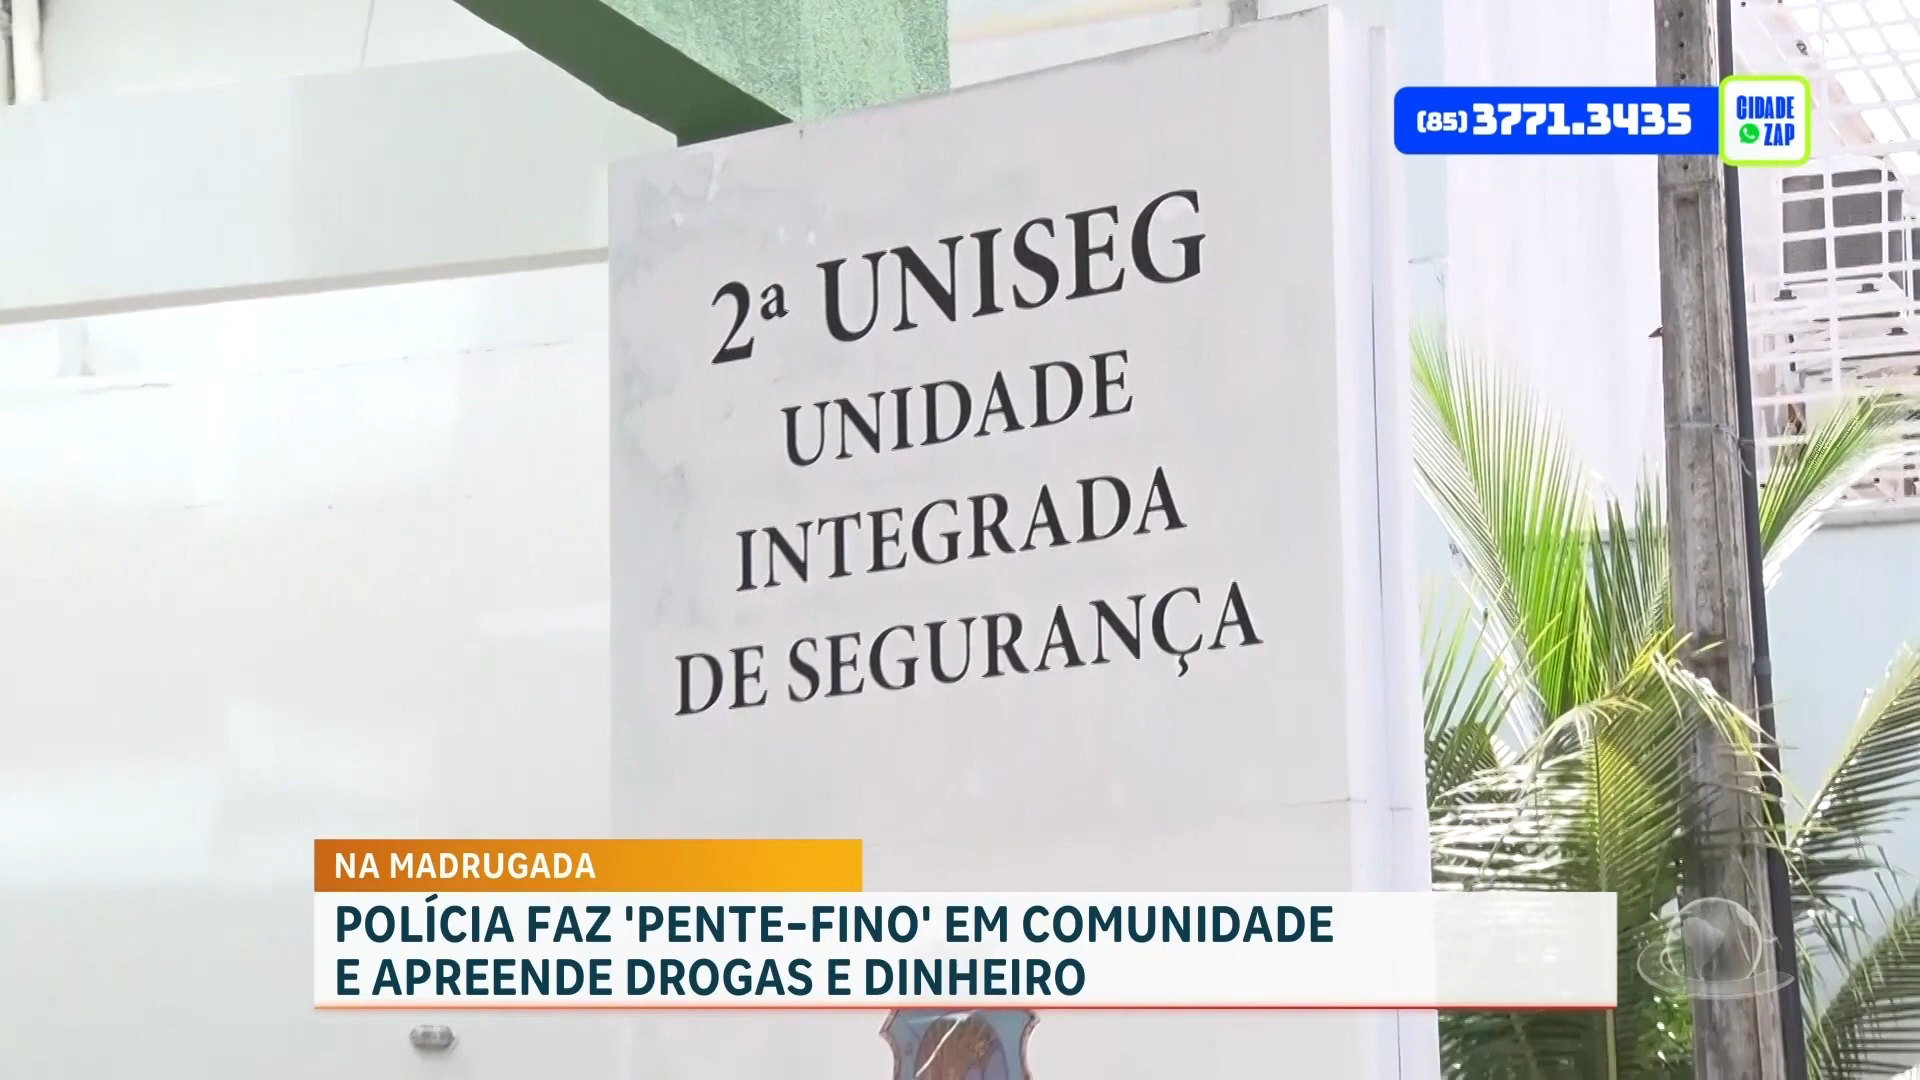 (85) 3771.3435
CIDADE
ZAP
2ª UNISEG
UNIDADE
INTEGRADA
DE SEGURANÇA
NA MADRUGADA
POLÍCIA FAZ 'PENTE-FINO' EM COMUNIDADE
E APREENDE DROGAS E DINHEIRO